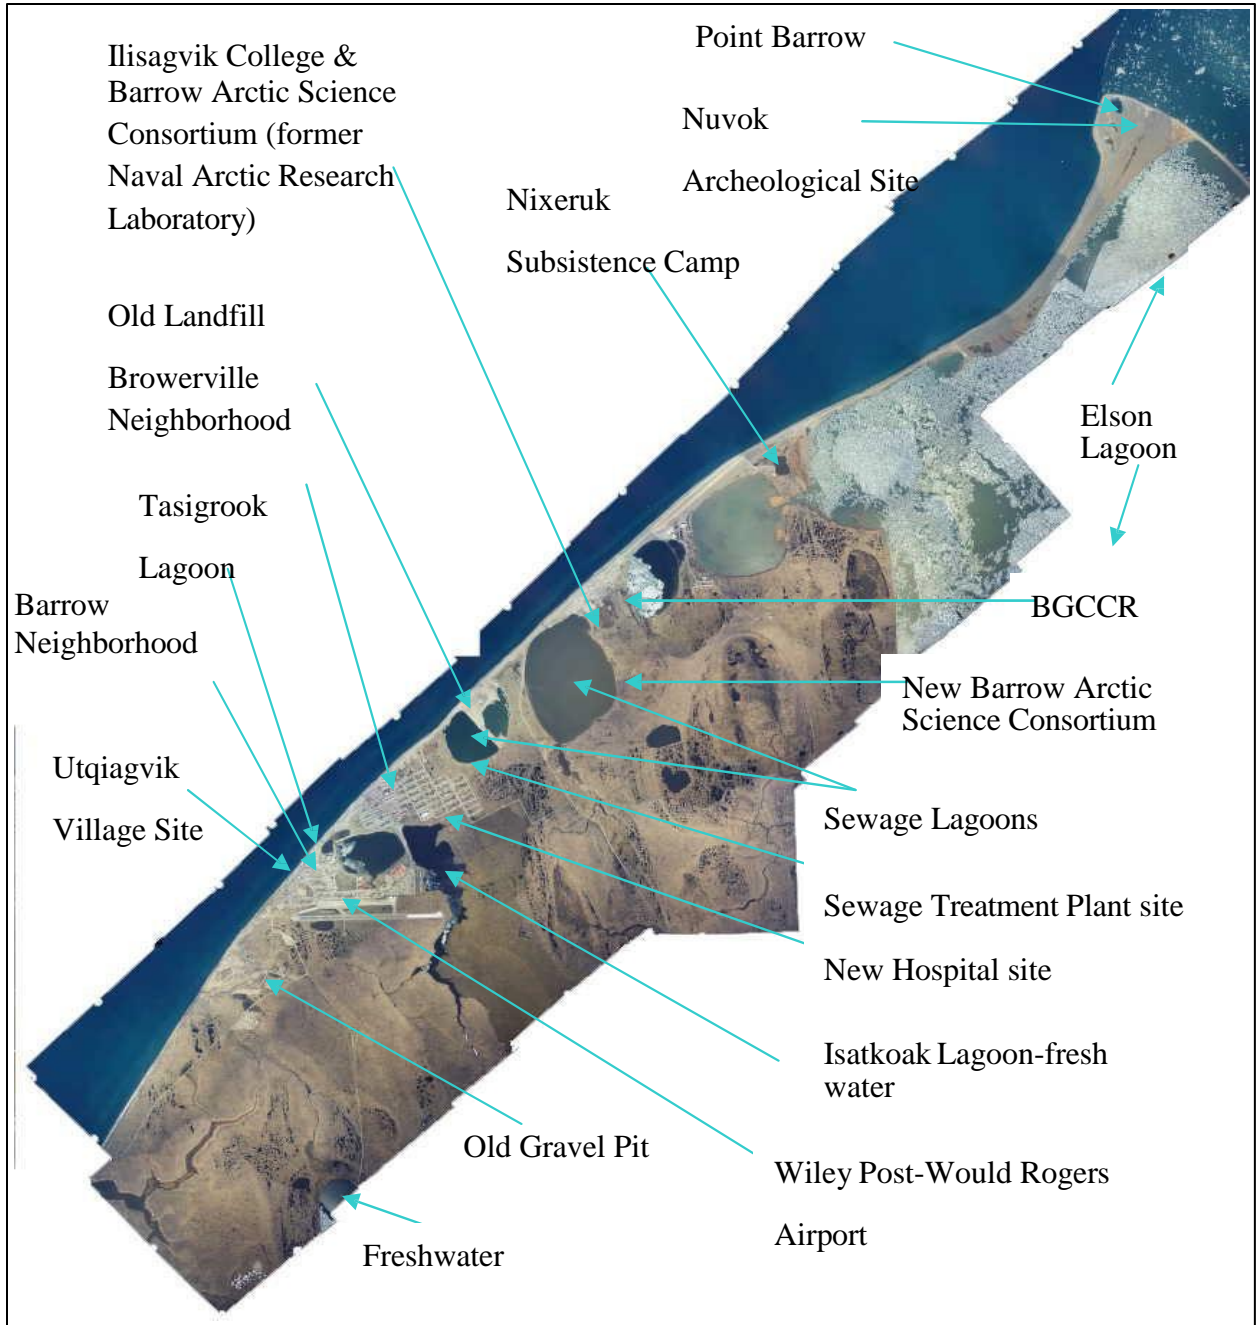 Ilisagvik College &
Barrow Arctic Science
Consortium (former
Naval Arctic Research
Laboratory)
Point Barrow
Nuvok
Archeological Site
Nixeruk
Subsistence Camp
Old Landfill
Browerville
Neighborhood
Elson
Lagoon
Tasigrook
Lagoon
Barrow
Neighborhood
BGCCR
New Barrow Arctic
Science Consortium
Utqiagvik
Village Site
Sewage Lagoons
Sewage Treatment Plant site
New Hospital site
Isatkoak Lagoon-fresh
water
Old Gravel Pit
Wiley Post-Would Rogers
Airport
Freshwater